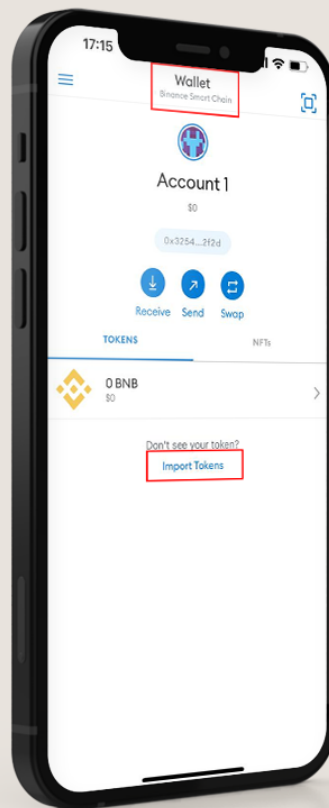 17:15
Wallet
Binance Smart Chain
Account 1
$0
0x3254...2f2d
Receive Send Swap
TOKENS NFTs
0 BNB
$0
Don't see your token?
Import Tokens